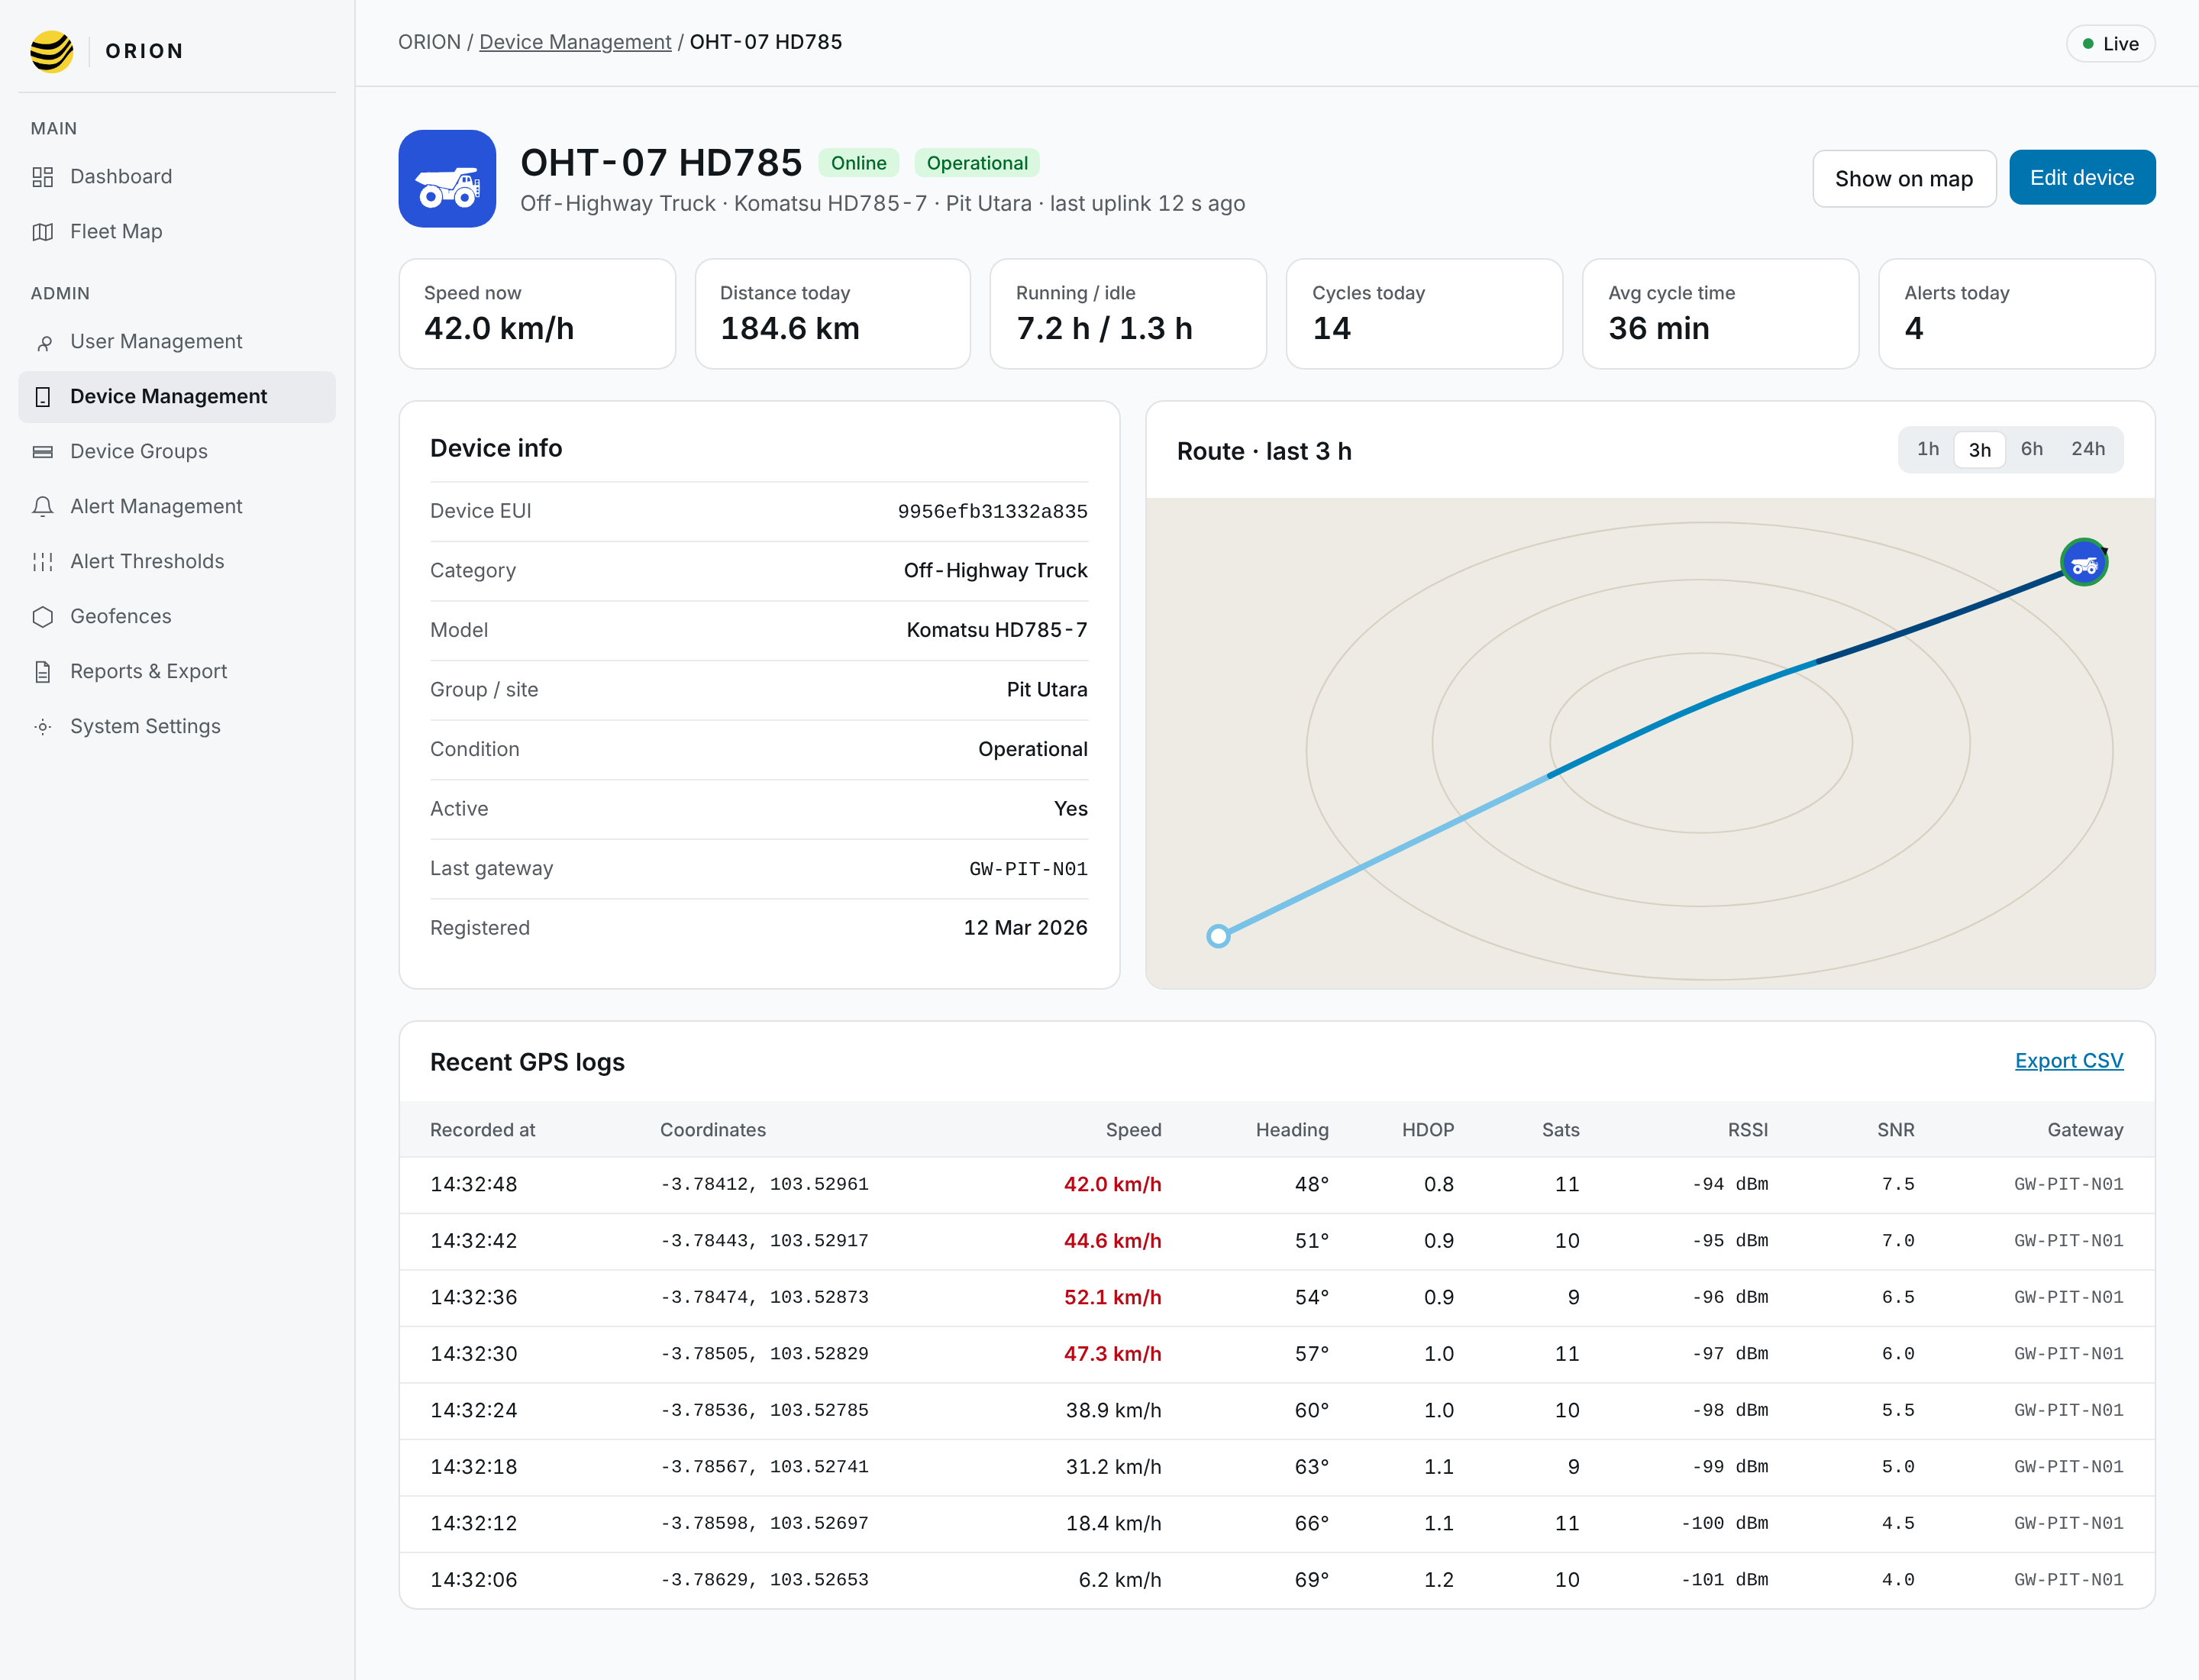 ORION
MAIN
Dashboard
Fleet Map
ADMIN
User Management
Device Management
Device Groups
Alert Management
Alert Thresholds
Geofences
Reports & Export
System Settings
ORION / Device Management / OHT-07 HD785
Live
OHT-07 HD785 Online Operational
Off-Highway Truck · Komatsu HD785-7 · Pit Utara · last uplink 12 s ago
Show on map
Edit device
Speed now
42.0 km/h
Distance today
184.6 km
Running / idle
7.2 h / 1.3 h
Cycles today
14
Avg cycle time
36 min
Alerts today
4
Device info
Device EUI 9956efb31332a835
Category Off-Highway Truck
Model Komatsu HD785-7
Group / site Pit Utara
Condition Operational
Active Yes
Last gateway GW-PIT-N01
Registered 12 Mar 2026
Route · last 3 h
1h 3h 6h 24h
Recent GPS logs
Export CSV
Recorded at Coordinates Speed Heading HDOP Sats RSSI SNR Gateway
14:32:48 -3.78412, 103.52961 42.0 km/h 48° 0.8 11 -94 dBm 7.5 GW-PIT-N01
14:32:42 -3.78443, 103.52917 44.6 km/h 51° 0.9 10 -95 dBm 7.0 GW-PIT-N01
14:32:36 -3.78474, 103.52873 52.1 km/h 54° 0.9 9 -96 dBm 6.5 GW-PIT-N01
14:32:30 -3.78505, 103.52829 47.3 km/h 57° 1.0 11 -97 dBm 6.0 GW-PIT-N01
14:32:24 -3.78536, 103.52785 38.9 km/h 60° 1.0 10 -98 dBm 5.5 GW-PIT-N01
14:32:18 -3.78567, 103.52741 31.2 km/h 63° 1.1 9 -99 dBm 5.0 GW-PIT-N01
14:32:12 -3.78598, 103.52697 18.4 km/h 66° 1.1 11 -100 dBm 4.5 GW-PIT-N01
14:32:06 -3.78629, 103.52653 6.2 km/h 69° 1.2 10 -101 dBm 4.0 GW-PIT-N01